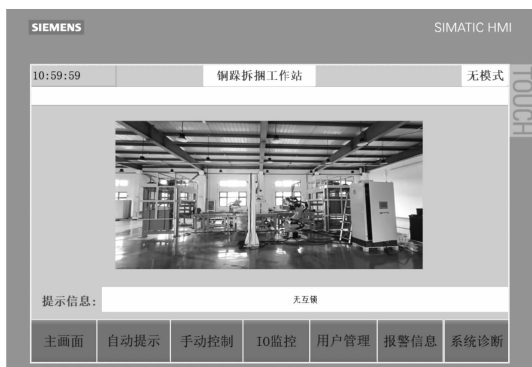 SIEMENS
SIMATIC HMI
TOUCH
10:59:59
铜踩拆捆工作站
无模式
提示信息:
无互锁
主画面
自动提示
手动控制
IO监控
用户管理
报警信息
系统诊断